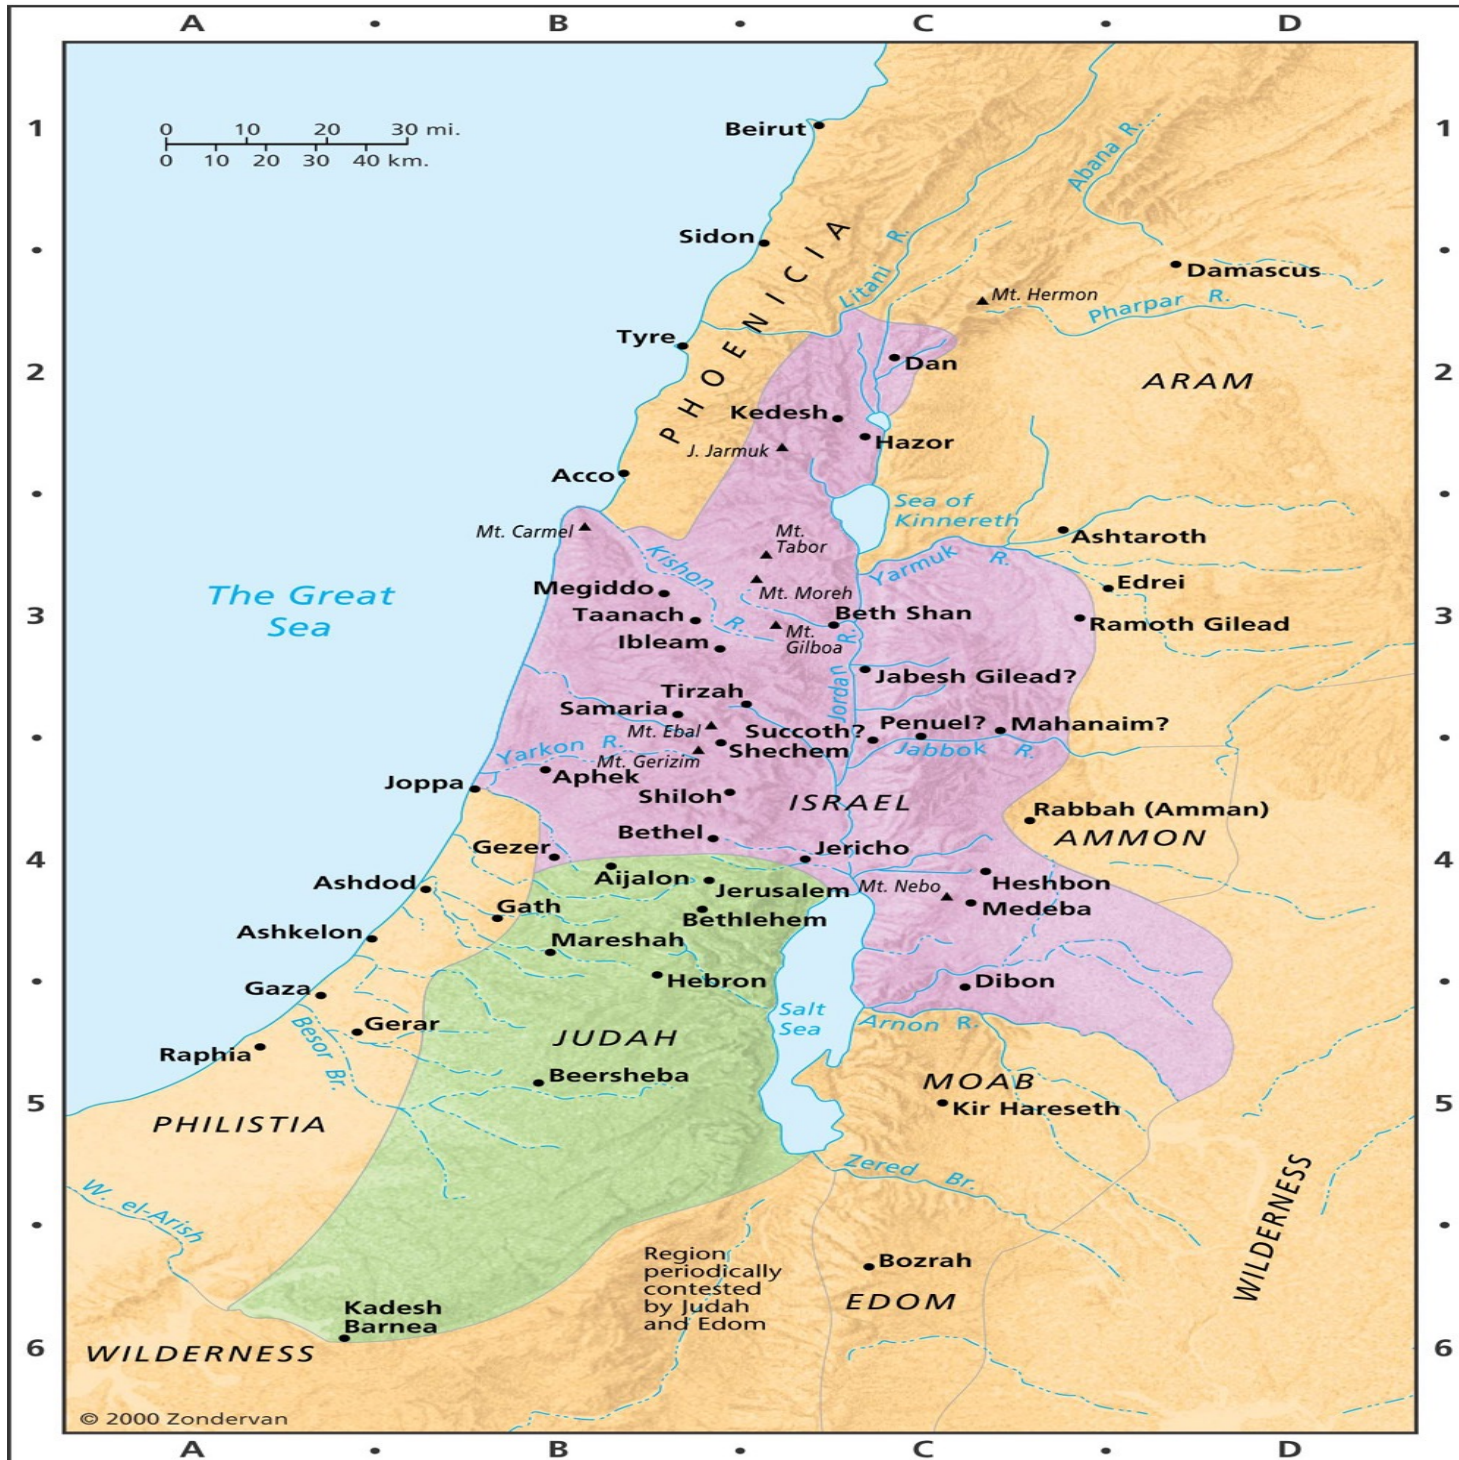 A • B • C • D
1
0 10 20 30 mi.
0 10 20 30 40 km.
Beirut
1
Abana R.
•
Sidon
PHOENICIA
Litani R.
Damascus
•
Mt. Hermon
Pharpar R.
Tyre
2
Dan
ARAM
2
Kedesh
Hazor
J. Jarmuk
Acco
•
Sea of
Kinnereth
•
Mt. Carmel
Mt.
Tabor
Ashtaroth
Kishon R.
Yarmuk R.
Edrei
The Great
Sea
Megiddo
Mt. Moreh
3
Taanach
Beth Shan
Ramoth Gilead
3
Ibleam
Mt.
Gilboa
Jordan R.
Jabesh Gilead?
Tirzah
Samaria
Mt. Ebal
Succoth?
Penuel?
Mahanaim?
•
Yarkon R.
Shechem
Jabbok R.
•
Mt. Gerizim
Joppa
Aphek
Shiloh
ISRAEL
Rabbah (Amman)
AMMON
Bethel
Gezer
Jericho
4
4
Ashdod
Aijalon
Jerusalem
Mt. Nebo
Heshbon
Gath
Bethlehem
Medeba
Ashkelon
Mareshah
•
Gaza
Hebron
Dibon
•
Salt
Sea
Gerar
Besor Br.
JUDAH
Arnon R.
Raphia
Beersheba
MOAB
5
Kir Hareseth
5
PHILISTIA
Zered Br.
W. el-Arish
WILDERNESS
•
•
Region
periodically
contested
by Judah
and Edom
Bozrah
EDOM
Kadesh
Barnea
6
WILDERNESS
6
© 2000 Zondervan
A • B • C • D